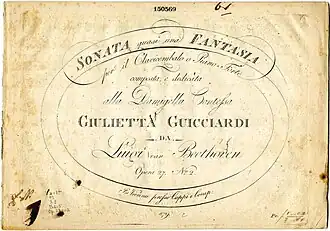 150569
61
SONATA quasi una FANTASIA
per il Clavicembalo o Piano-Forte
composta, e dedicata
alla Damigella Contessa
GIULIETTA GUICCIARDI
DA
Luigi van Beethoven
Opera 27. No 2.
In Vienna presso Cappi e Comp.